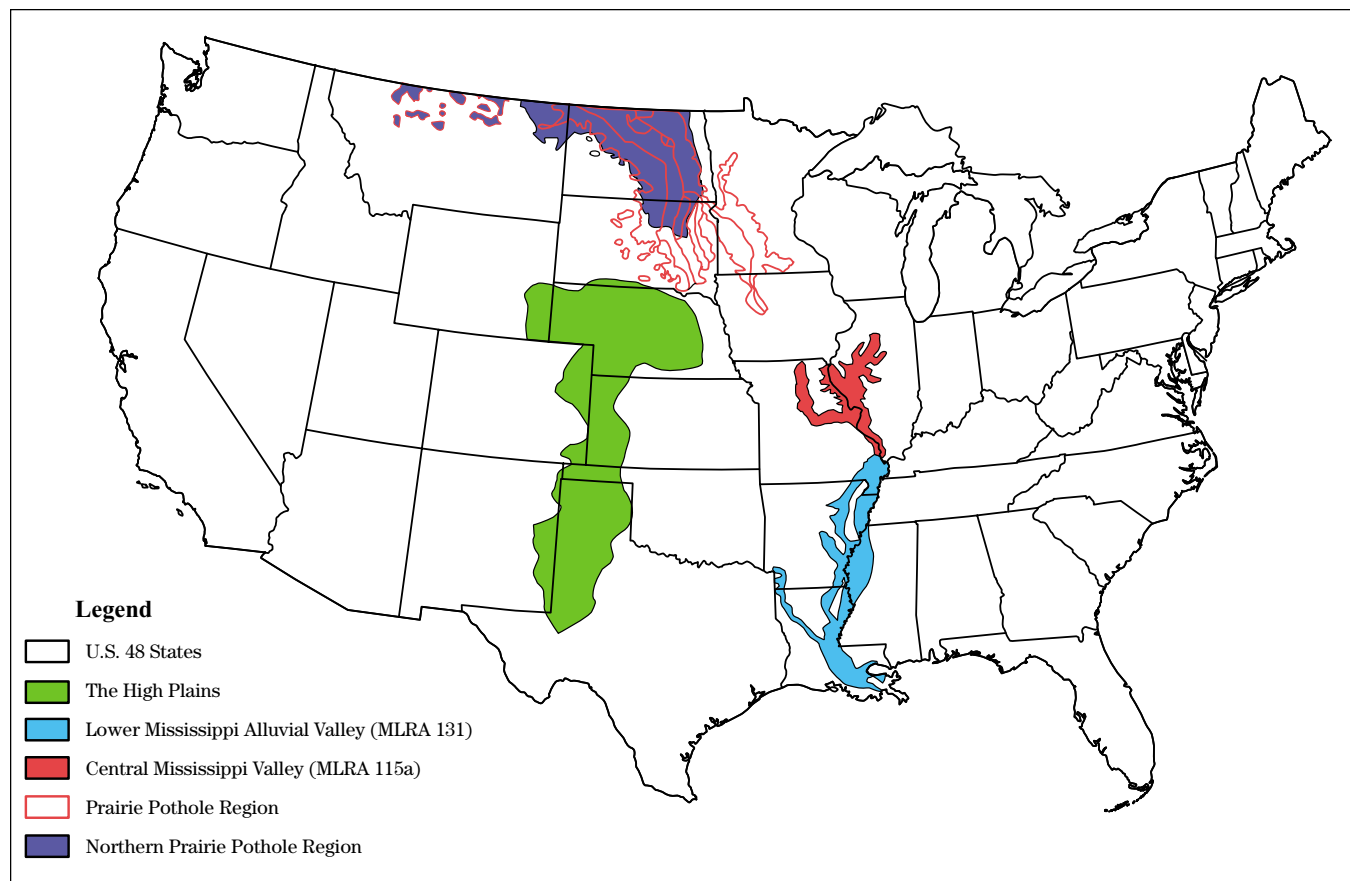 Legend
U.S. 48 States
The High Plains
Lower Mississippi Alluvial Valley (MLRA 131)
Central Mississippi Valley (MLRA 115a)
Prairie Pothole Region
Northern Prairie Pothole Region